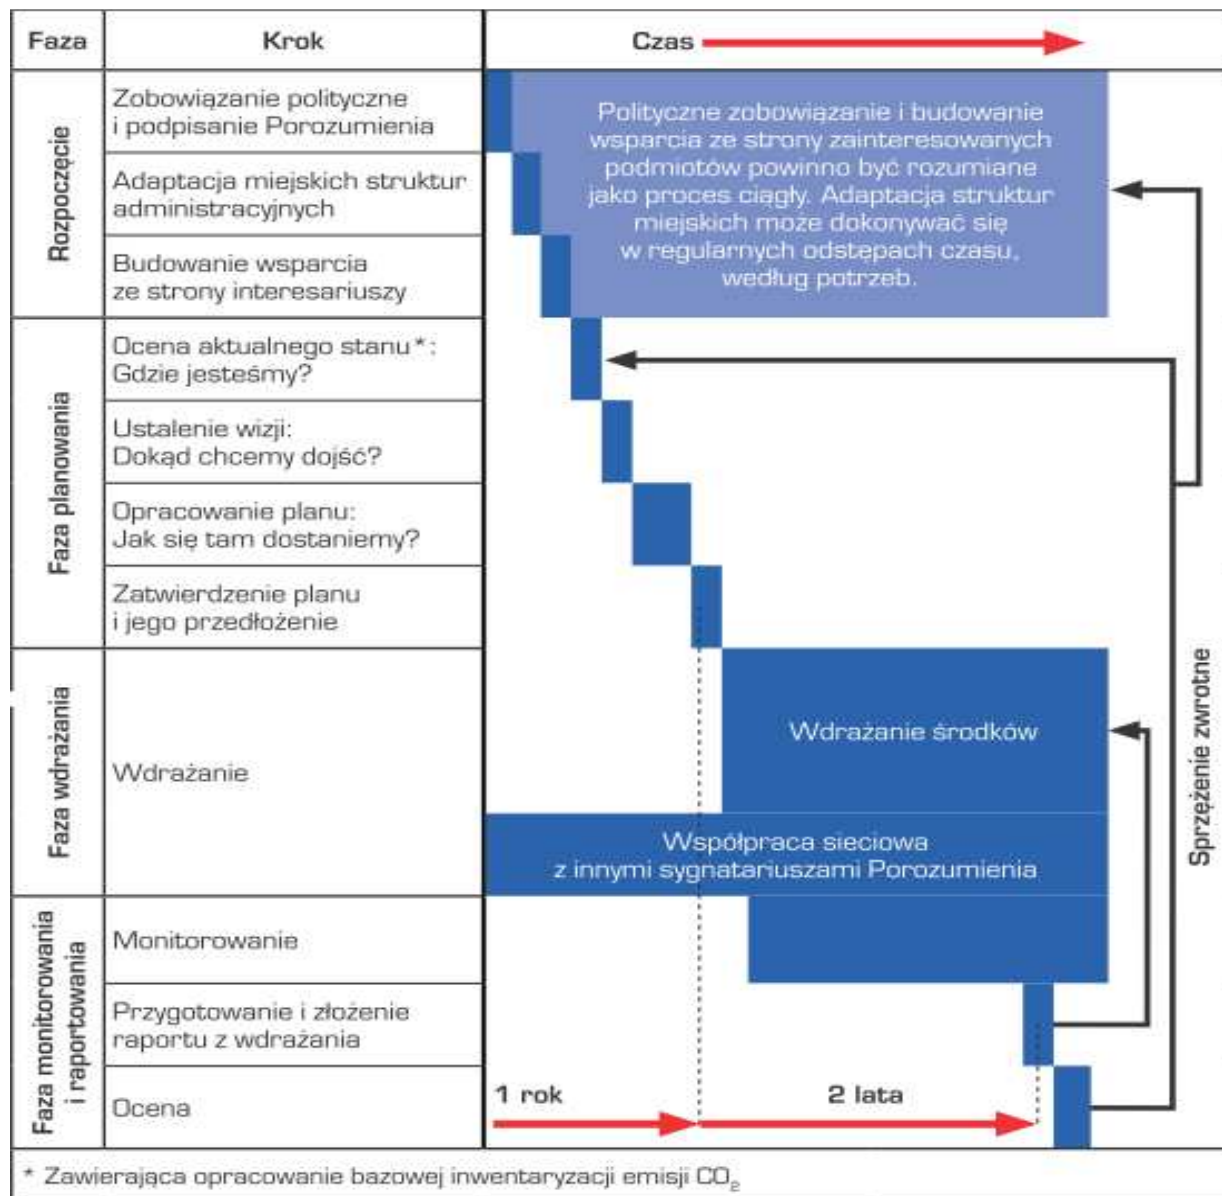 Faza
Krok
Czas
Rozpoczęcie
Zobowiązanie polityczne
i podpisanie Porozumienia
Adaptacja miejskich struktur
administracyjnych
Budowanie wsparcia
ze strony interesariuszy
Polityczne zobowiązanie i budowanie
wsparcia ze strony zainteresowanych
podmiotów powinno być rozumiane
jako proces ciągły. Adaptacja struktur
miejskich może dokonywać się
w regularnych odstępach czasu,
według potrzeb.
Faza planowania
Ocena aktualnego stanu*:
Gdzie jesteśmy?
Ustalenie wizji:
Dokąd chcemy dojść?
Opracowanie planu:
Jak się tam dostaniemy?
Zatwierdzenie planu
i jego przedłożenie
Faza wdrażania
Wdrażanie
Wdrażanie środków
Współpraca sieciowa
z innymi sygnatariuszami Porozumienia
Sprzężenie zwrotne
Faza monitorowania
i raportowania
Monitorowanie
Przygotowanie i złożenie
raportu z wdrażania
Ocena
1 rok
2 lata
* Zawierająca opracowanie bazowej inwentaryzacji emisji CO₂